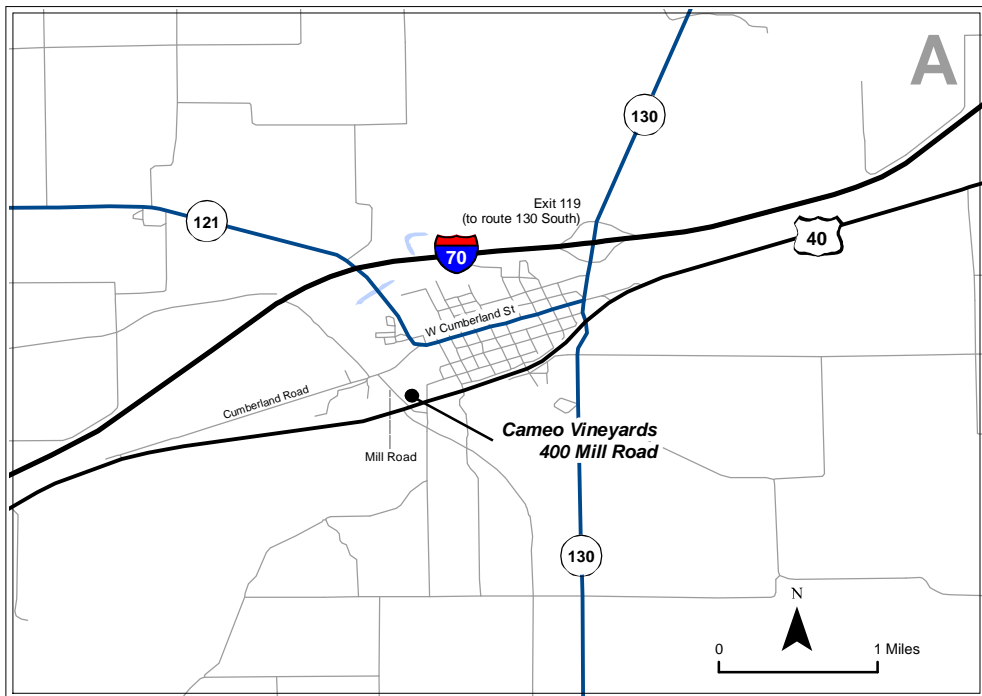 A
130
Exit 119
(to route 130 South)
121
40
70
W Cumberland St
Cumberland Road
Cameo Vineyards
400 Mill Road
Mill Road
130
N
0
1 Miles